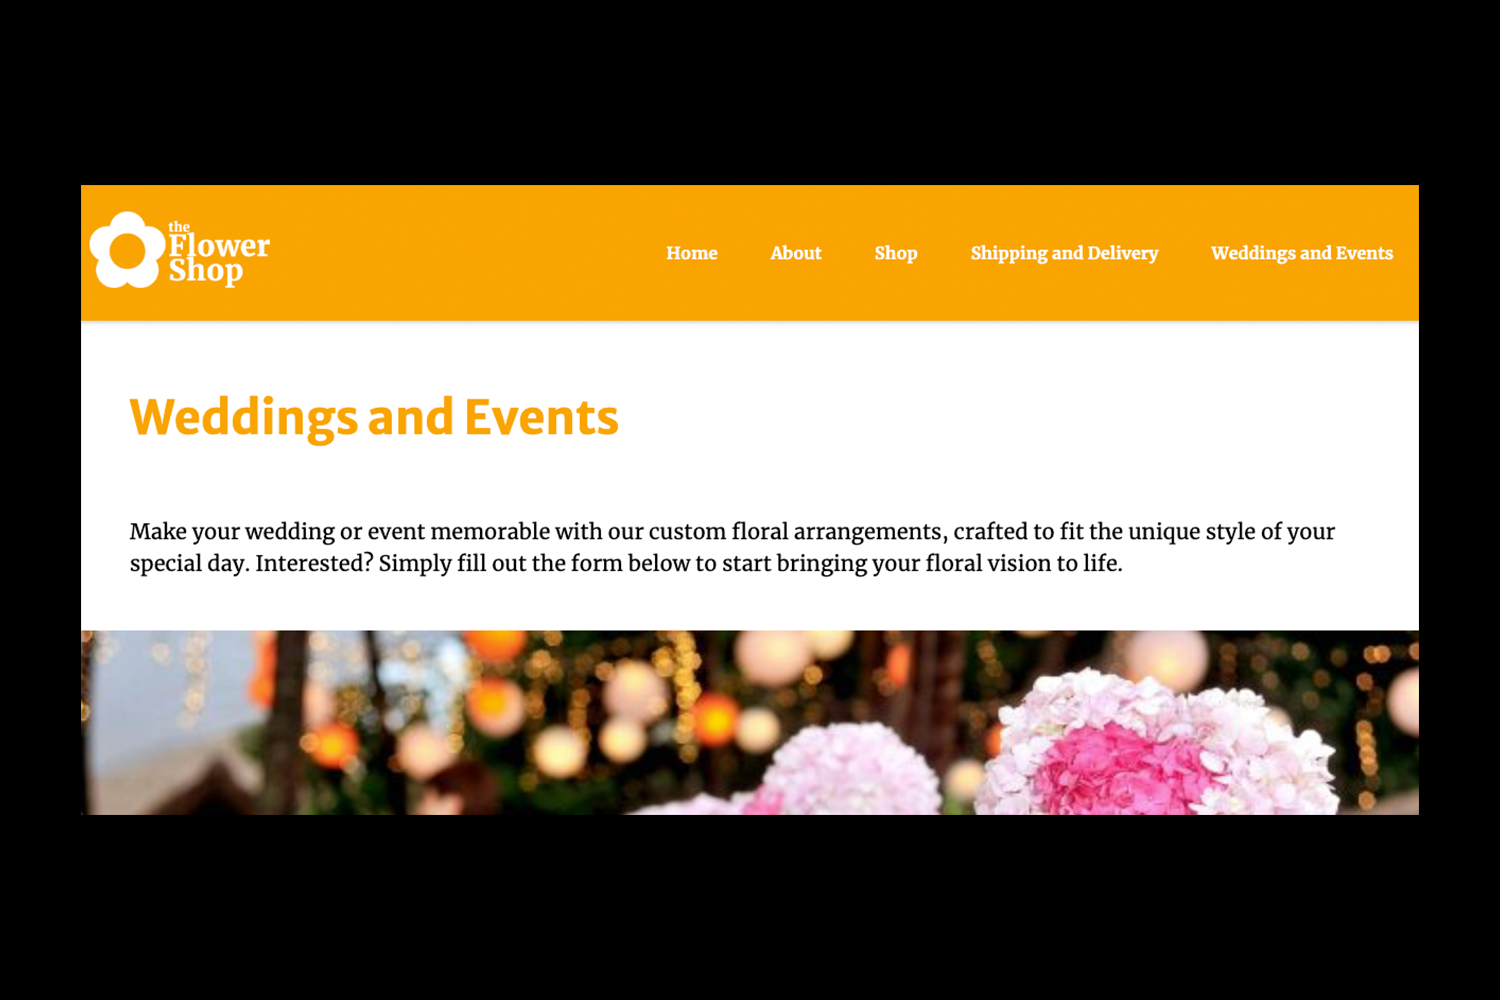 the
Flower
Shop
Home About Shop Shipping and Delivery Weddings and Events
Weddings and Events
Make your wedding or event memorable with our custom floral arrangements, crafted to fit the unique style of your
special day. Interested? Simply fill out the form below to start bringing your floral vision to life.